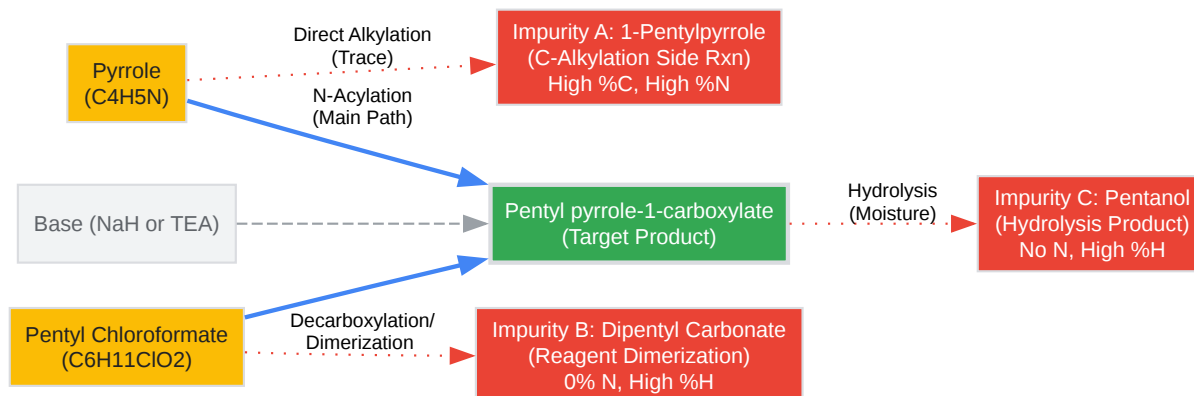 Direct Alkylation
(Trace)
Impurity A: 1-Pentylpyrrole
(C-Alkylation Side Rxn)
High %C, High %N
Pyrrole
(C4H5N)
N-Acylation
(Main Path)
Base (NaH or TEA)
Pentyl pyrrole-1-carboxylate
(Target Product)
Hydrolysis
(Moisture)
Impurity C: Pentanol
(Hydrolysis Product)
No N, High %H
Pentyl Chloroformate
(C6H11ClO2)
Decarboxylation/
Dimerization
Impurity B: Dipentyl Carbonate
(Reagent Dimerization)
0% N, High %H